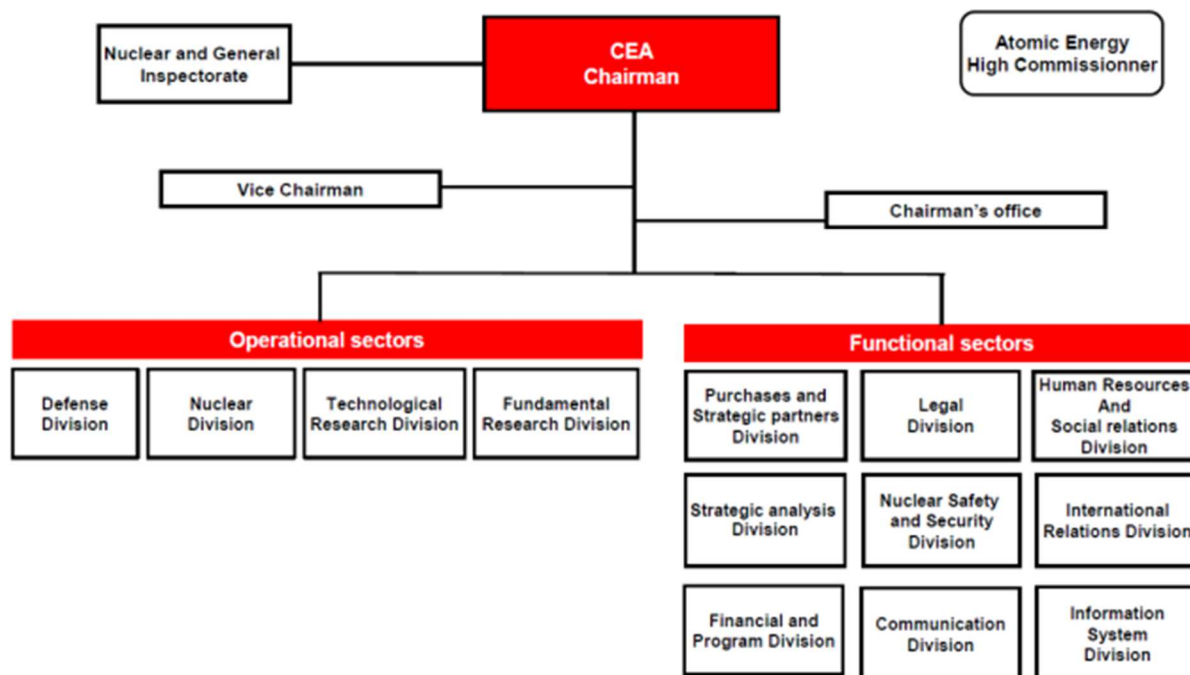 Nuclear and General
Inspectorate
CEA
Chairman
Atomic Energy
High Commissionner
Vice Chairman
Chairman's office
Operational sectors
Defense
Division
Nuclear
Division
Technological
Research Division
Fundamental
Research Division
Functional sectors
Purchases and
Strategic partners
Division
Legal
Division
Human Resources
And
Social relations
Division
Strategic analysis
Division
Nuclear Safety
and Security
Division
International
Relations Division
Financial and
Program Division
Communication
Division
Information
System
Division